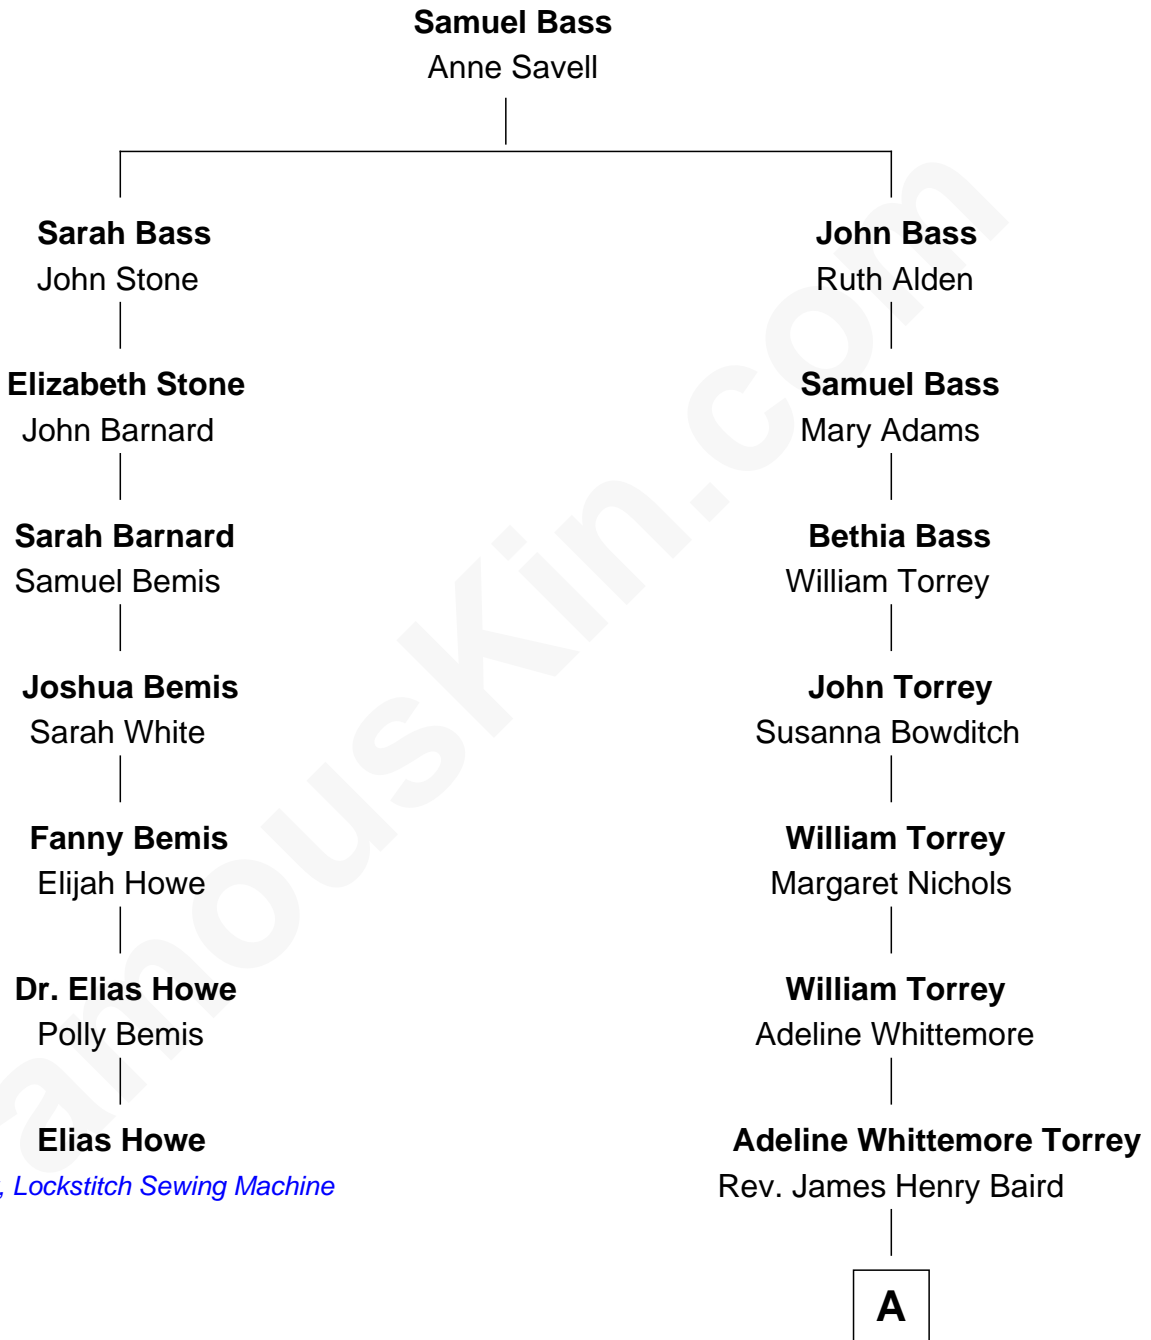 Samuel Bass
Anne Savell
Sarah Bass
John Stone
Elizabeth Stone
John Barnard
Sarah Barnard
Samuel Bemis
Joshua Bemis
Sarah White
Fanny Bemis
Elijah Howe
Dr. Elias Howe
Polly Bemis
Elias Howe
, Lockstitch Sewing Machine
John Bass
Ruth Alden
Samuel Bass
Mary Adams
Bethia Bass
William Torrey
John Torrey
Susanna Bowditch
William Torrey
Margaret Nichols
William Torrey
Adeline Whittemore
Adeline Whittemore Torrey
Rev. James Henry Baird
A
amouskin.com